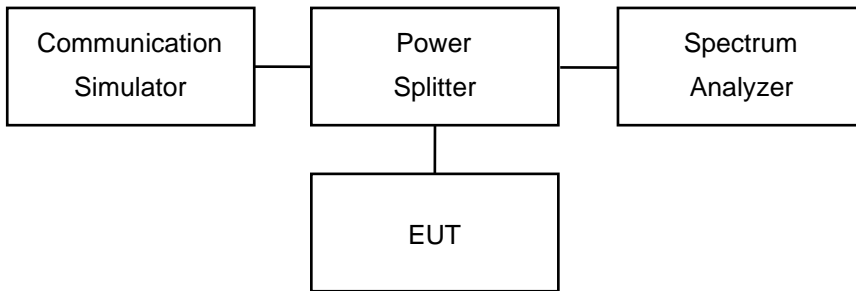 Communication
Simulator
Power
Splitter
Spectrum
Analyzer
EUT